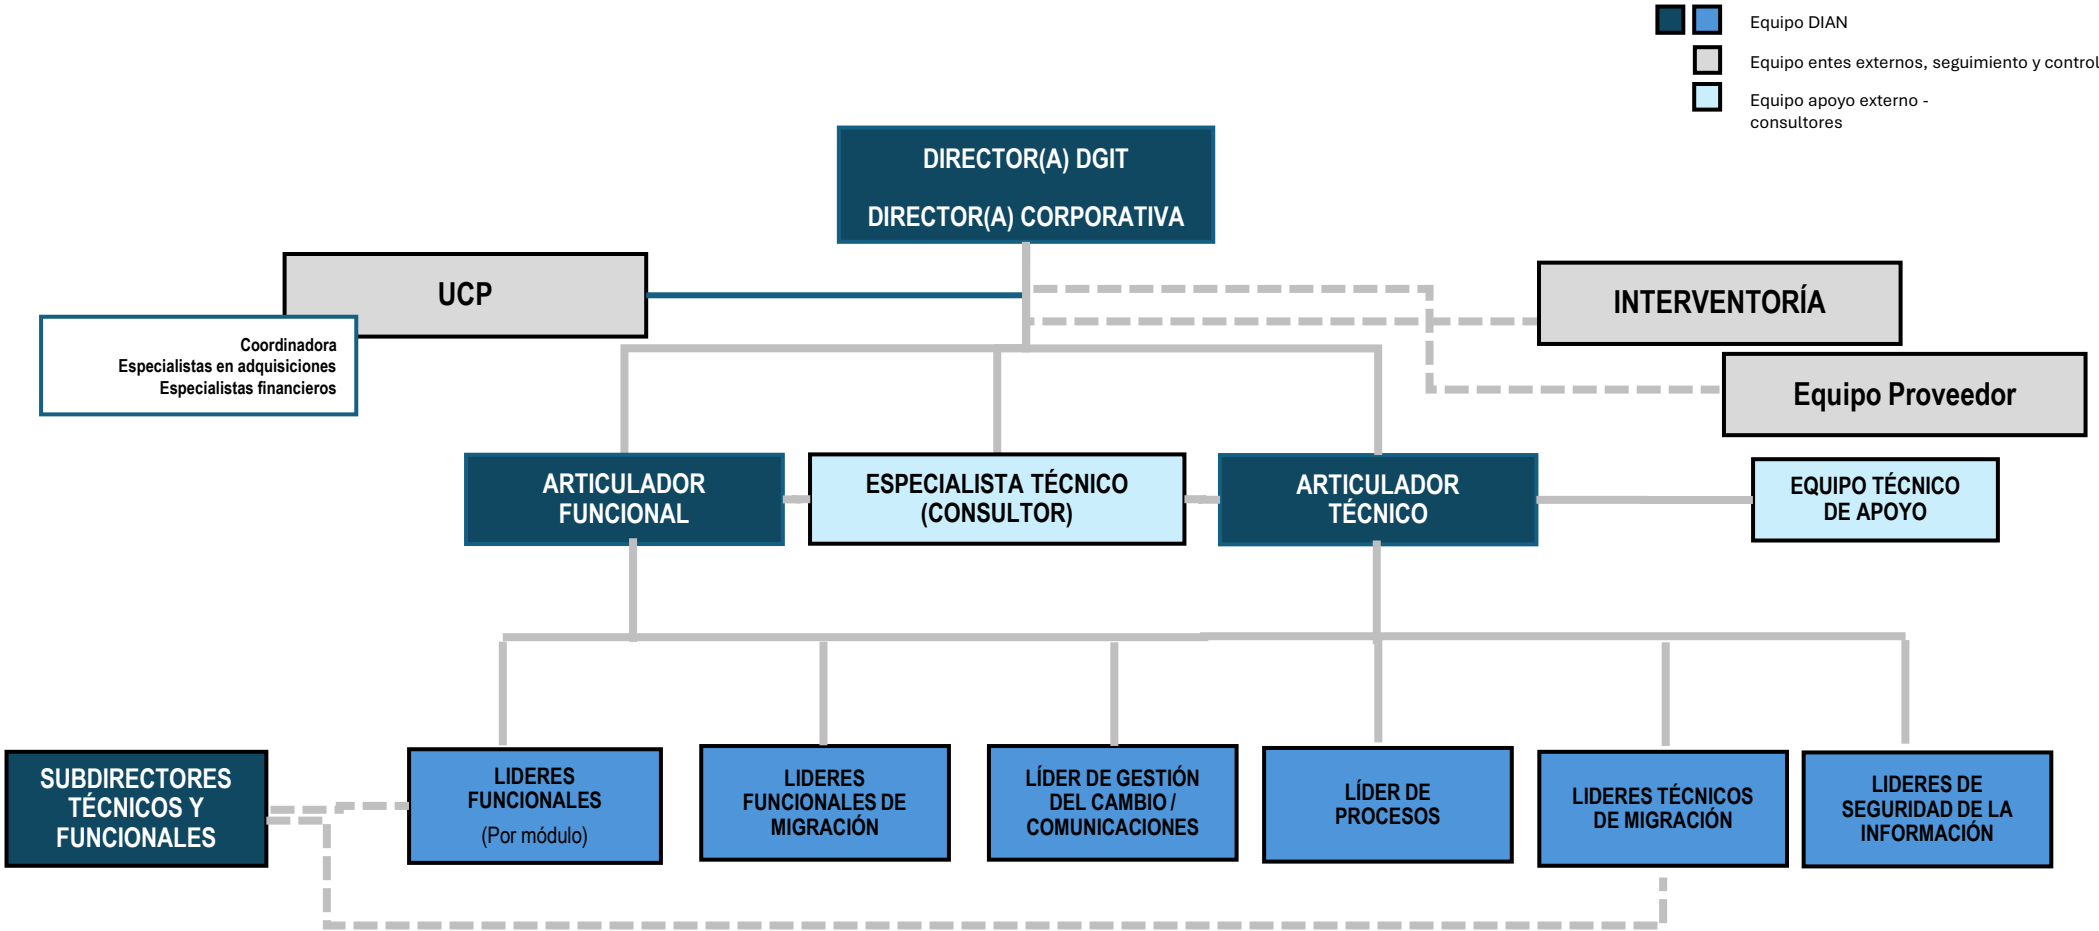 Equipo DIAN
Equipo entes externos, seguimiento y control
Equipo apoyo externo -
consultores
DIRECTOR(A) DGIT
DIRECTOR(A) CORPORATIVA
UCP
Coordinadora
Especialistas en adquisiciones
Especialistas financieros
INTERVENTORÍA
Equipo Proveedor
ARTICULADOR
FUNCIONAL
ESPECIALISTA TÉCNICO
(CONSULTOR)
ARTICULADOR
TÉCNICO
EQUIPO TÉCNICO
DE APOYO
SUBDIRECTORES
TÉCNICOS Y
FUNCIONALES
LIDERES
FUNCIONALES
(Por módulo)
LIDERES
FUNCIONALES DE
MIGRACIÓN
LÍDER DE GESTIÓN
DEL CAMBIO /
COMUNICACIONES
LÍDER DE
PROCESOS
LIDERES TÉCNICOS
DE MIGRACIÓN
LIDERES DE
SEGURIDAD DE LA
INFORMACIÓN